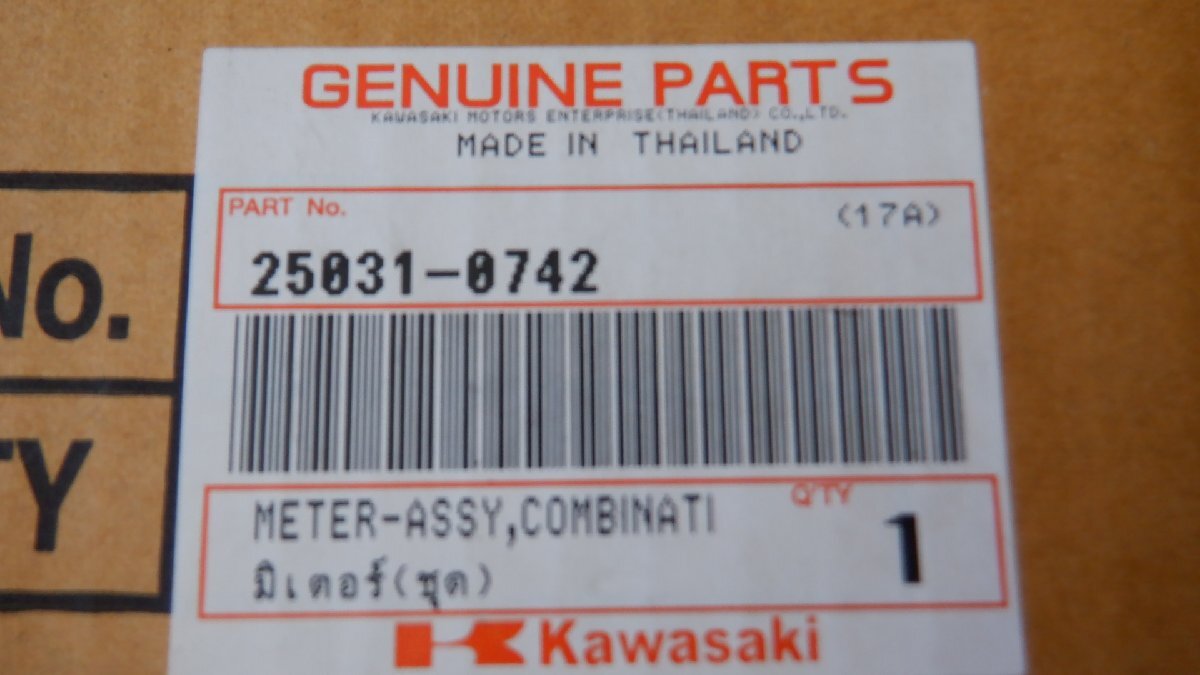 GENUINE PARTS
KAWASAKI MOTORS ENTERPRISE(THAILAND) CO.,LTD.
MADE IN THAILAND
PART No.
(17A)
25031-0742
No.
TY
METER-ASSY,COMBINATI
Q'TY
1
มิเตอร์(ชุด)
Kawasaki